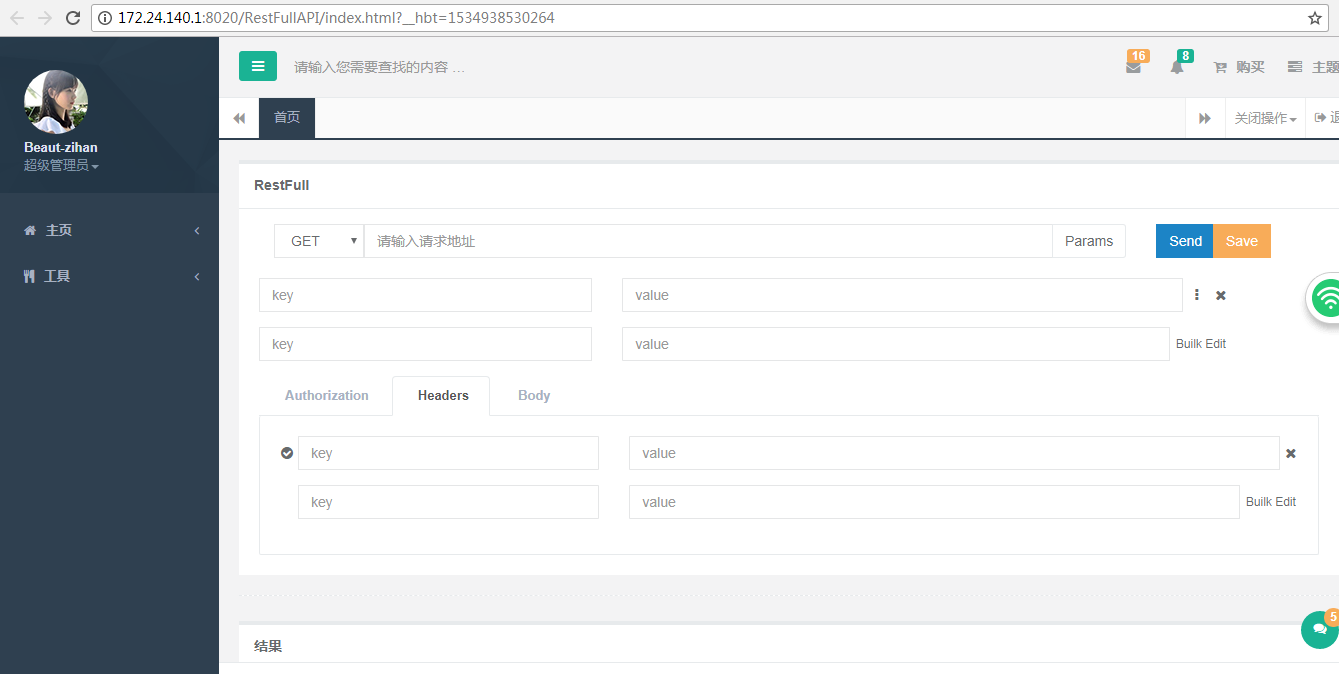 172.24.140.1:8020/RestFullAPI/index.html?__hbt=1534938530264
Beaut-zihan
超级管理员
主页
工具
请输入您需要查找的内容 …
16
8
购买
主题
首页
关闭操作
退
RestFull
GET
请输入请求地址
Params
Send
Save
key
value
key
value
Builk Edit
Authorization
Headers
Body
key
value
key
value
Builk Edit
结果
5